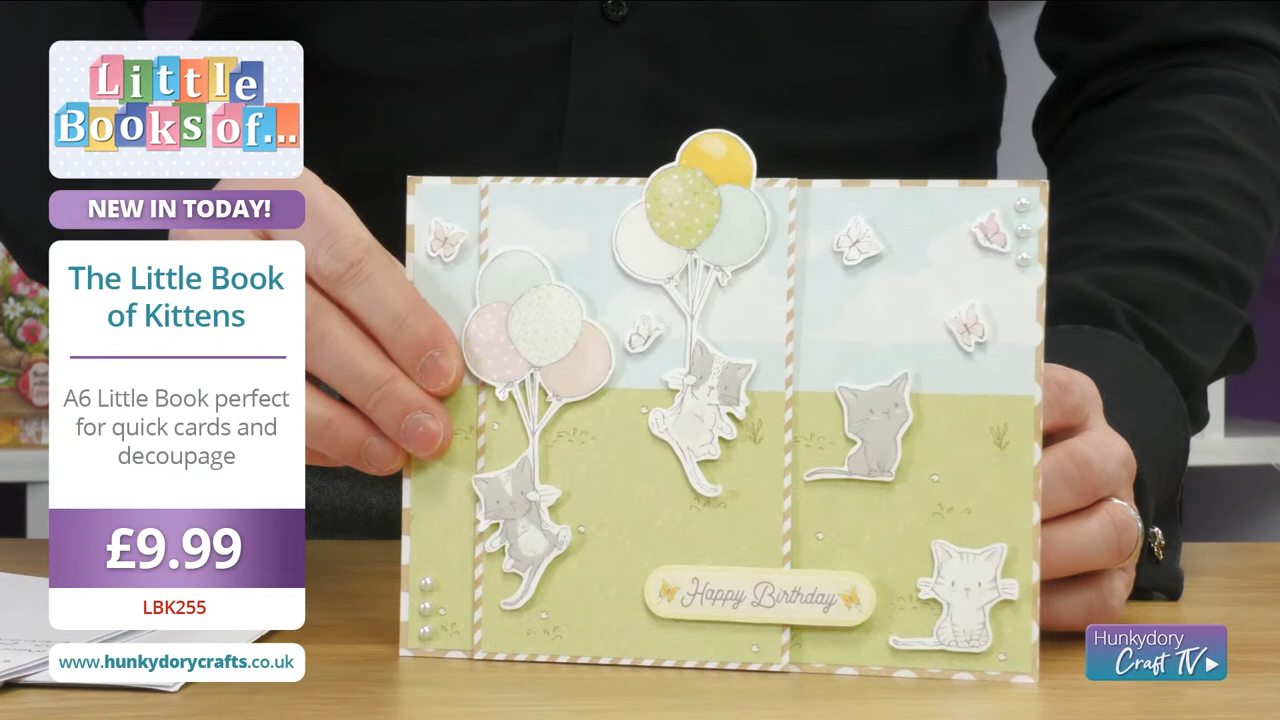 Little
Books of...
NEW IN TODAY!
The Little Book
of Kittens
A6 Little Book perfect
for quick cards and
decoupage
£9.99
LBK255
www.hunkydorycrafts.co.uk
Happy Birthday
Hunkydory
Craft TV